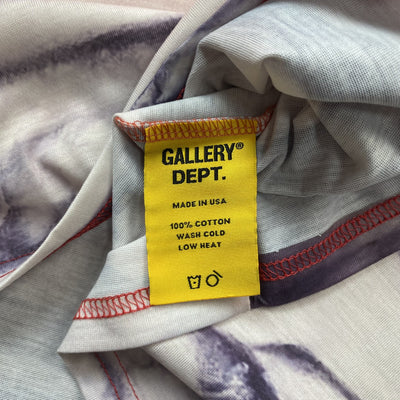 GALLERY®
DEPT.
MADE IN USA
100% COTTON
WASH COLD
LOW HEAT